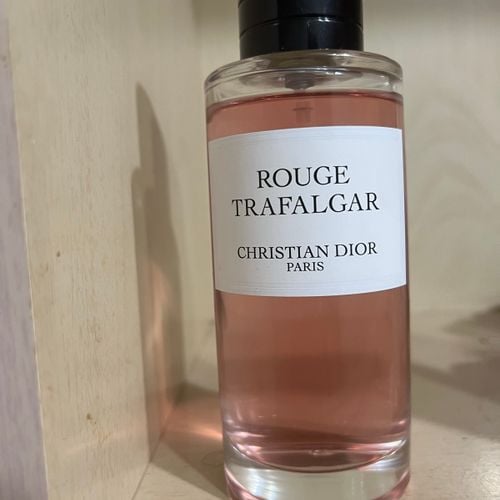 ROUGE
TRAFALGAR
CHRISTIAN DIOR
PARIS